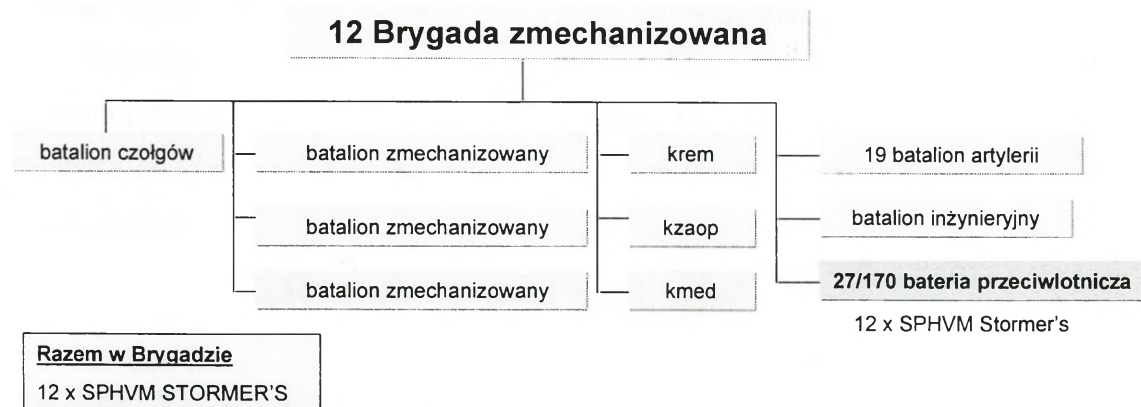 12 Brygada zmechanizowana
batalion czołgów
batalion zmechanizowany
krem
19 batalion artylerii
batalion zmechanizowany
kzaop
batalion inżynieryjny
batalion zmechanizowany
kmed
27/170 bateria przeciwlotnicza
12 x SPHVM Stormer's
Razem w Brygadzie
12 x SPHVM STORMER'S